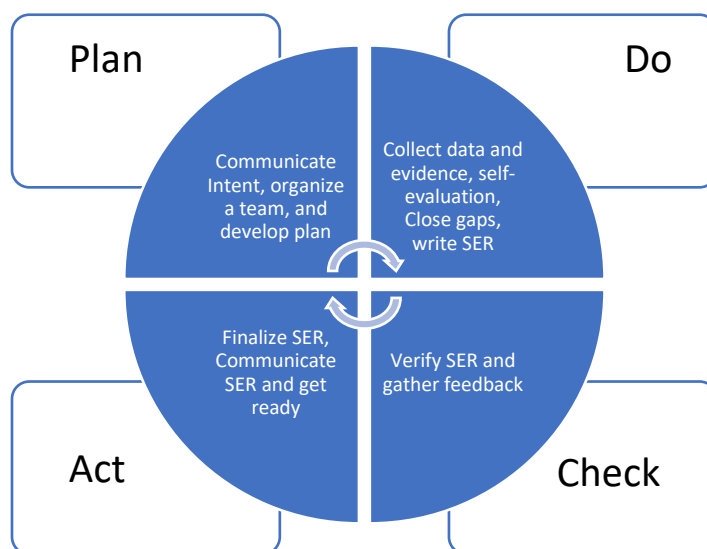 Plan
Do
Communicate
Intent, organize
a team, and
develop plan
Collect data and
evidence, self-
evaluation,
Close gaps,
write SER
Finalize SER,
Communicate
SER and get
ready
Verify SER and
gather feedback
Act
Check